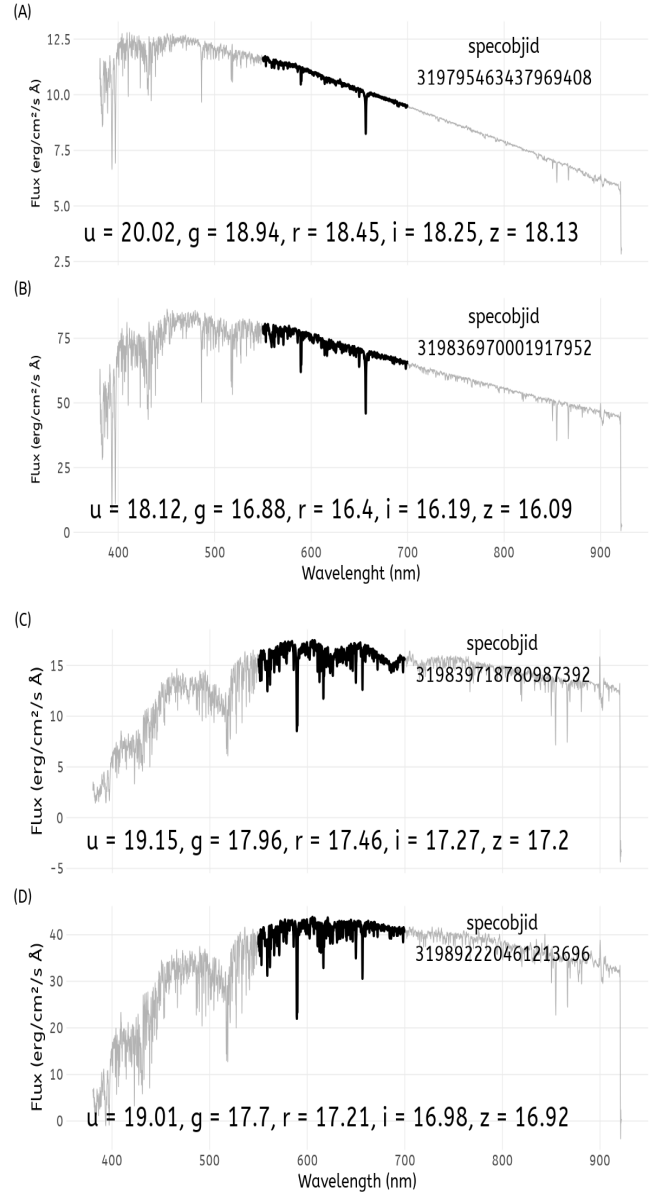 (A)
12.5
10.0
7.5
5.0
2.5
Flux (erg/cm²/s Å)
specobjid
319795463437969408
u = 20.02, g = 18.94, r = 18.45, i = 18.25, z = 18.13
(B)
75
50
25
0
Flux (erg/cm²/s Å)
specobjid
319836970001917952
u = 18.12, g = 16.88, r = 16.4, i = 16.19, z = 16.09
400 500 600 700 800 900
Wavelenght (nm)
(C)
15
10
5
0
-5
Flux (erg/cm²/s Å)
specobjid
319839718780987392
u = 19.15, g = 17.96, r = 17.46, i = 17.27, z = 17.2
(D)
40
30
20
10
0
Flux (erg/cm²/s Å)
specobjid
319892220461213696
u = 19.01, g = 17.7, r = 17.21, i = 16.98, z = 16.92
400 500 600 700 800 900
Wavelength (nm)